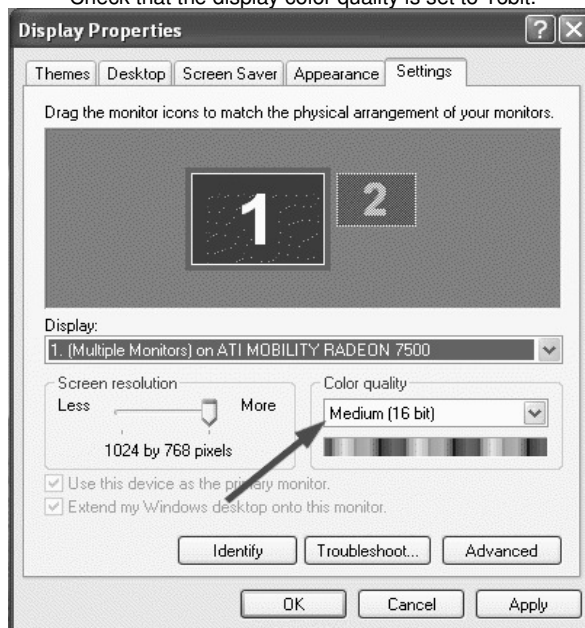 Check that the display color quality is set to 16bit.
Display Properties
Themes Desktop Screen Saver Appearance Settings
Drag the monitor icons to match the physical arrangement of your monitors.
1 2
Display:
1. (Multiple Monitors) on ATI MOBILITY RADEON 7500
Screen resolution Color quality
Less More Medium (16 bit)
1024 by 768 pixels
Use this device as the primary monitor.
Extend my Windows desktop onto this monitor.
Identify Troubleshoot... Advanced
OK Cancel Apply